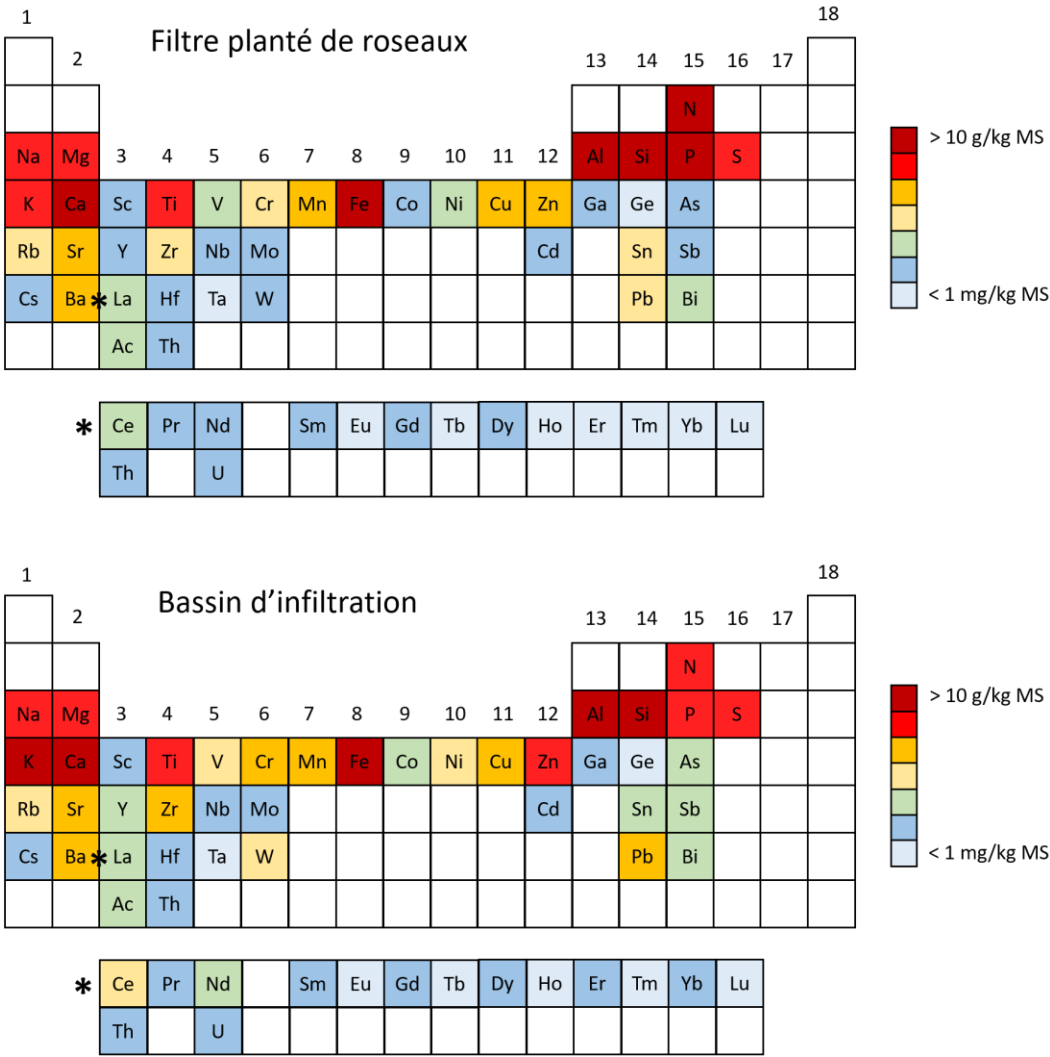 1 18
Filtre planté de roseaux
2 13 14 15 16 17
N
> 10 g/kg MS
Na Mg 3 4 5 6 7 8 9 10 11 12 Al Si P S
K Ca Sc Ti V Cr Mn Fe Co Ni Cu Zn Ga Ge As
Rb Sr Y Zr Nb Mo Cd Sn Sb
Cs Ba * La Hf Ta W Pb Bi
< 1 mg/kg MS
Ac Th
* Ce Pr Nd Sm Eu Gd Tb Dy Ho Er Tm Yb Lu
Th U
1 18
Bassin d'infiltration
2 13 14 15 16 17
N
> 10 g/kg MS
Na Mg 3 4 5 6 7 8 9 10 11 12 Al Si P S
K Ca Sc Ti V Cr Mn Fe Co Ni Cu Zn Ga Ge As
Rb Sr Y Zr Nb Mo Cd Sn Sb
Cs Ba * La Hf Ta W Pb Bi
< 1 mg/kg MS
Ac Th
* Ce Pr Nd Sm Eu Gd Tb Dy Ho Er Tm Yb Lu
Th U